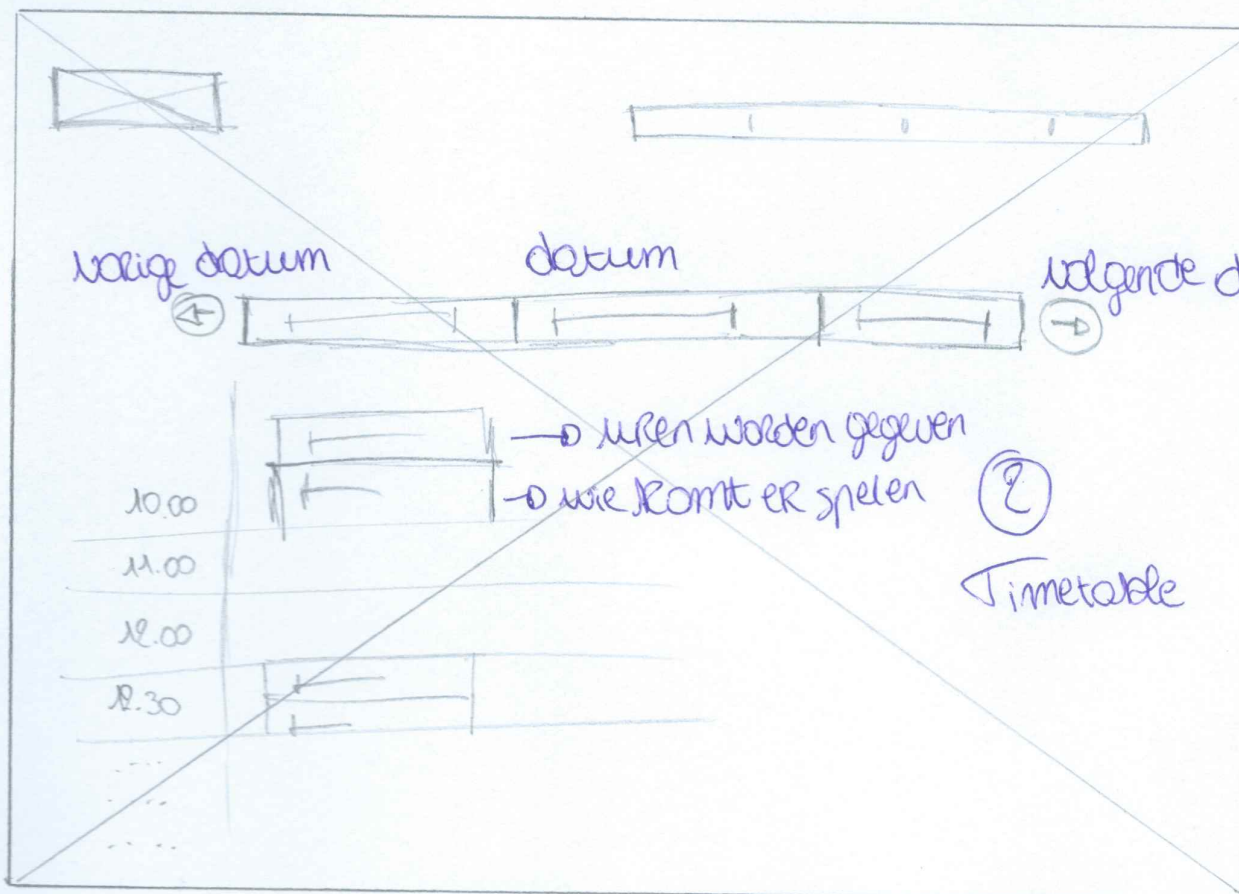 vorige datum
datum
volgende d
uren worden gegeven
10.00
wie komt er spelen
2
11.00
Timetable
12.00
12.30